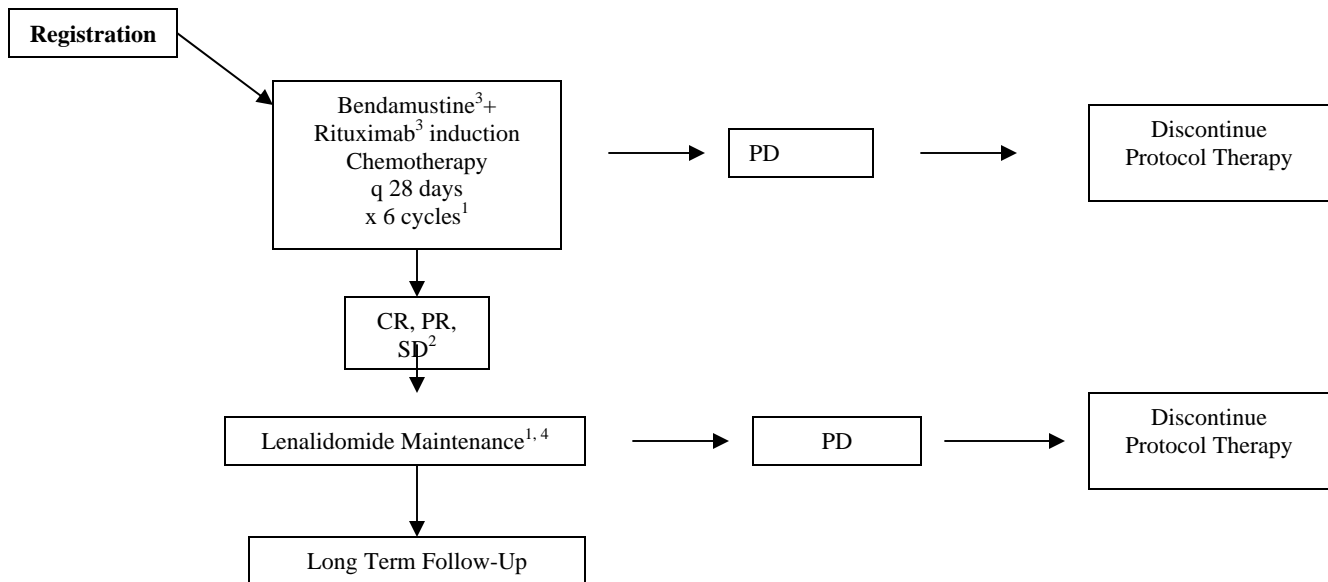 Registration
Bendamustine³+
Rituximab³ induction
Chemotherapy
q 28 days
x 6 cycles¹
PD
Discontinue
Protocol Therapy
CR, PR,
SD²
Lenalidomide Maintenance¹, ⁴
PD
Discontinue
Protocol Therapy
Long Term Follow-Up